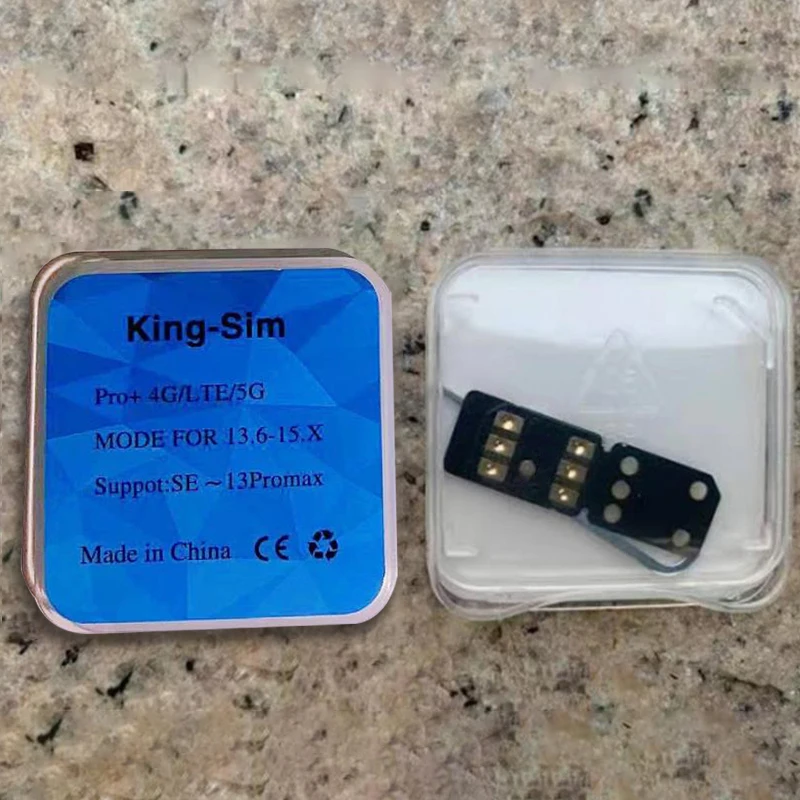 King-Sim
Pro+ 4G/LTE/5G
MODE FOR 13.6-15.X
Suppot:SE ~13Promax
Made in China CE